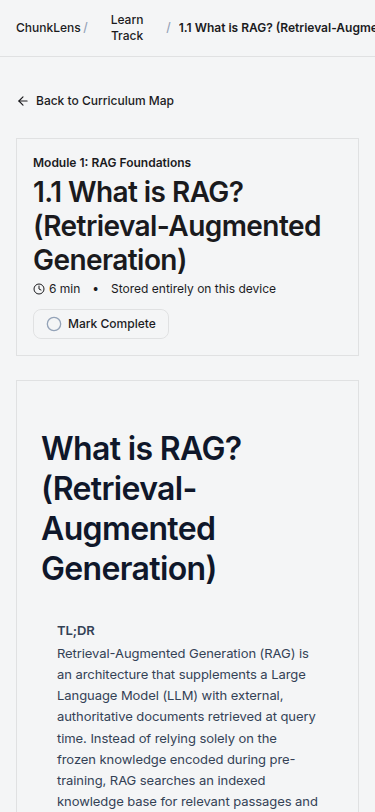 ChunkLens / Learn Track / 1.1 What is RAG? (Retrieval-Augme
Back to Curriculum Map
Module 1: RAG Foundations
1.1 What is RAG?
(Retrieval-Augmented
Generation)
6 min • Stored entirely on this device
Mark Complete
What is RAG?
(Retrieval-
Augmented
Generation)
TL;DR
Retrieval-Augmented Generation (RAG) is
an architecture that supplements a Large
Language Model (LLM) with external,
authoritative documents retrieved at query
time. Instead of relying solely on the
frozen knowledge encoded during pre-
training, RAG searches an indexed
knowledge base for relevant passages and